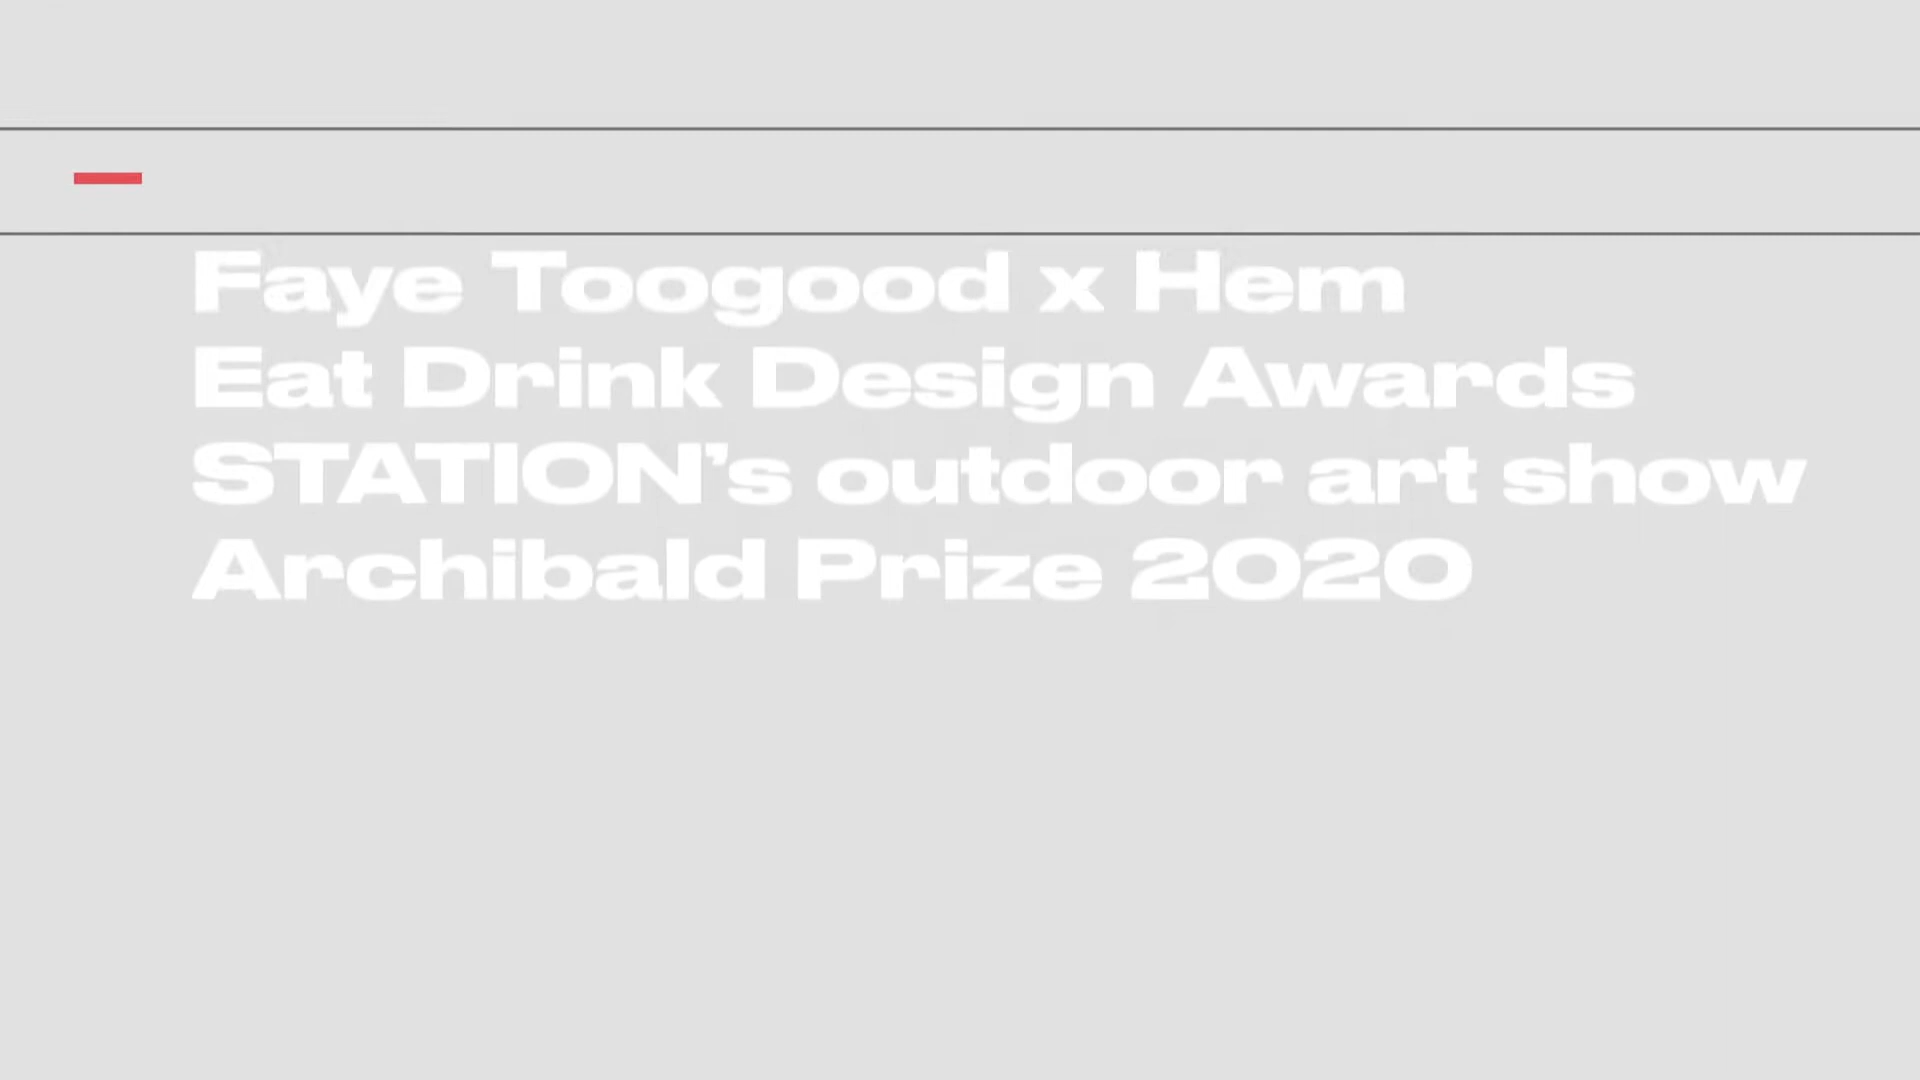 Faye Toogood x Hem
Eat Drink Design Awards
STATION’s outdoor art show
Archibald Prize 2020